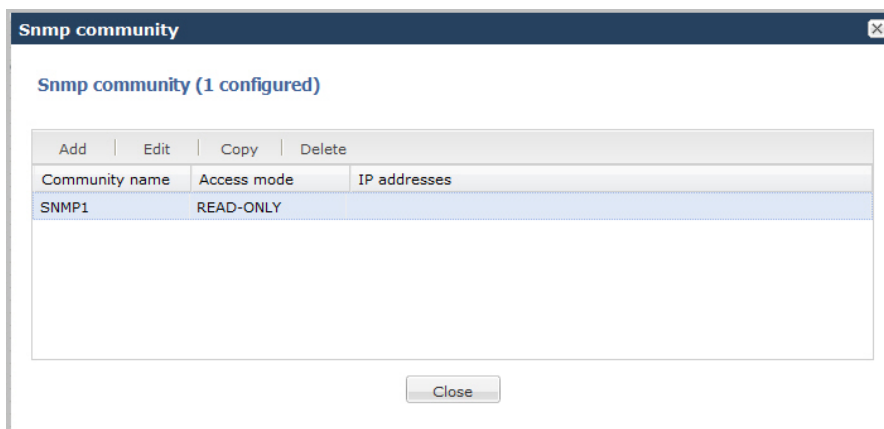 Snmp community
Snmp community (1 configured)
Add Edit Copy Delete
Community name Access mode IP addresses
SNMP1 READ-ONLY
Close